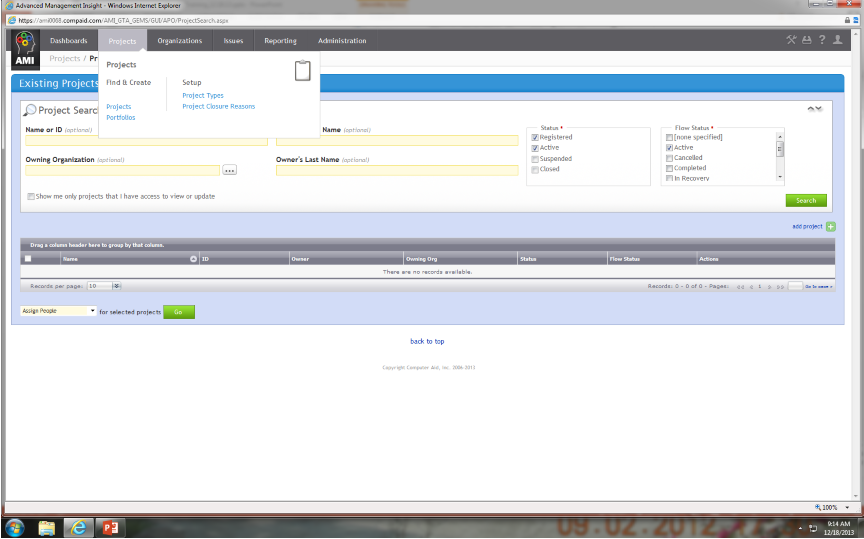 Advanced Management Insight - Windows Internet Explorer
https://ami0068.compaid.com/AMI_GTA_GEMS/GUI/APO/ProjectSearch.aspx
AMI
Dashboards Projects Organizations Issues Reporting Administration
Projects / Pr
Projects
Find & Create Setup
Projects Project Types
Portfolios Project Closure Reasons
Existing Projects
Project Searc
Name or ID (optional) Name (optional)
Owning Organization (optional) Owner's Last Name (optional)
...
Status *
Registered
Active
Suspended
Closed
Flow Status *
[none specified]
Active
Cancelled
Completed
In Recovery
Show me only projects that I have access to view or update
Search
add project
Drag a column header here to group by that column.
Name ID Owner Owning Org Status Flow Status Actions
There are no records available.
Records per page: 10 Records: 0 - 0 of 0 - Pages: 1
Assign People for selected projects Go
back to top
Copyright Computer Aid, Inc. 2006-2013
100%
09.02.2012
9:14 AM
12/18/2013